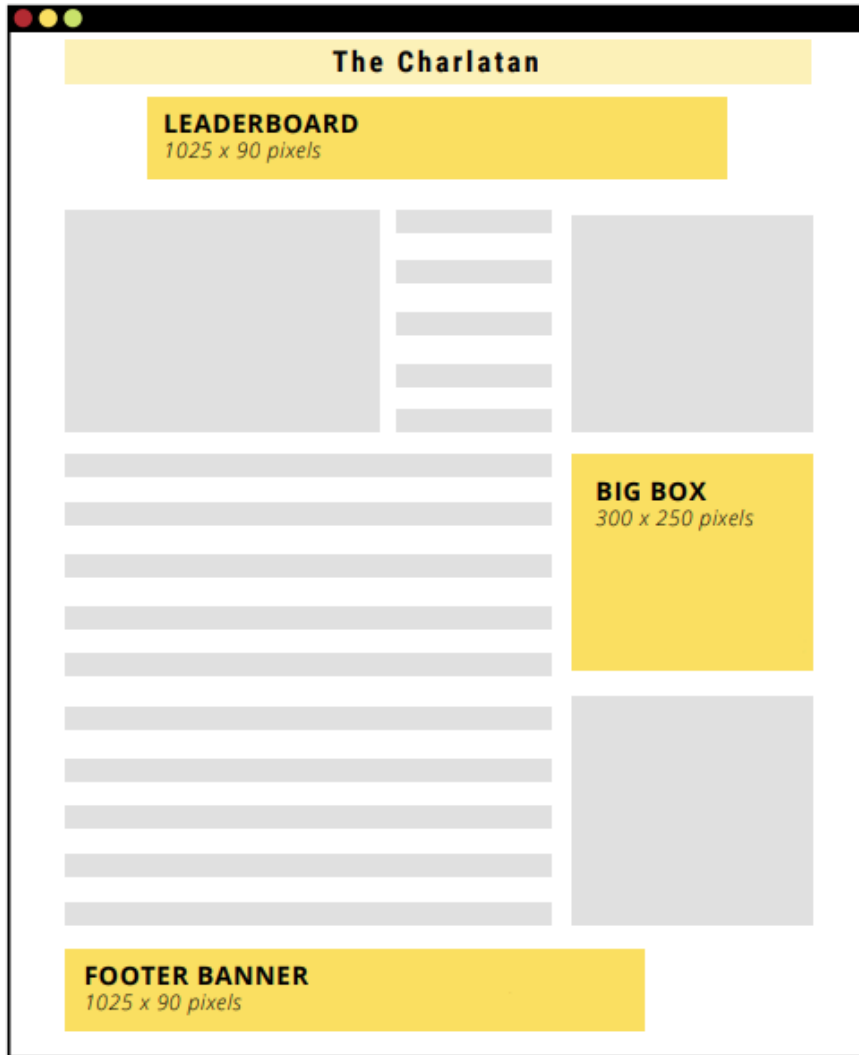 The Charlatan
LEADERBOARD
1025 x 90 pixels
BIG BOX
300 x 250 pixels
FOOTER BANNER
1025 x 90 pixels